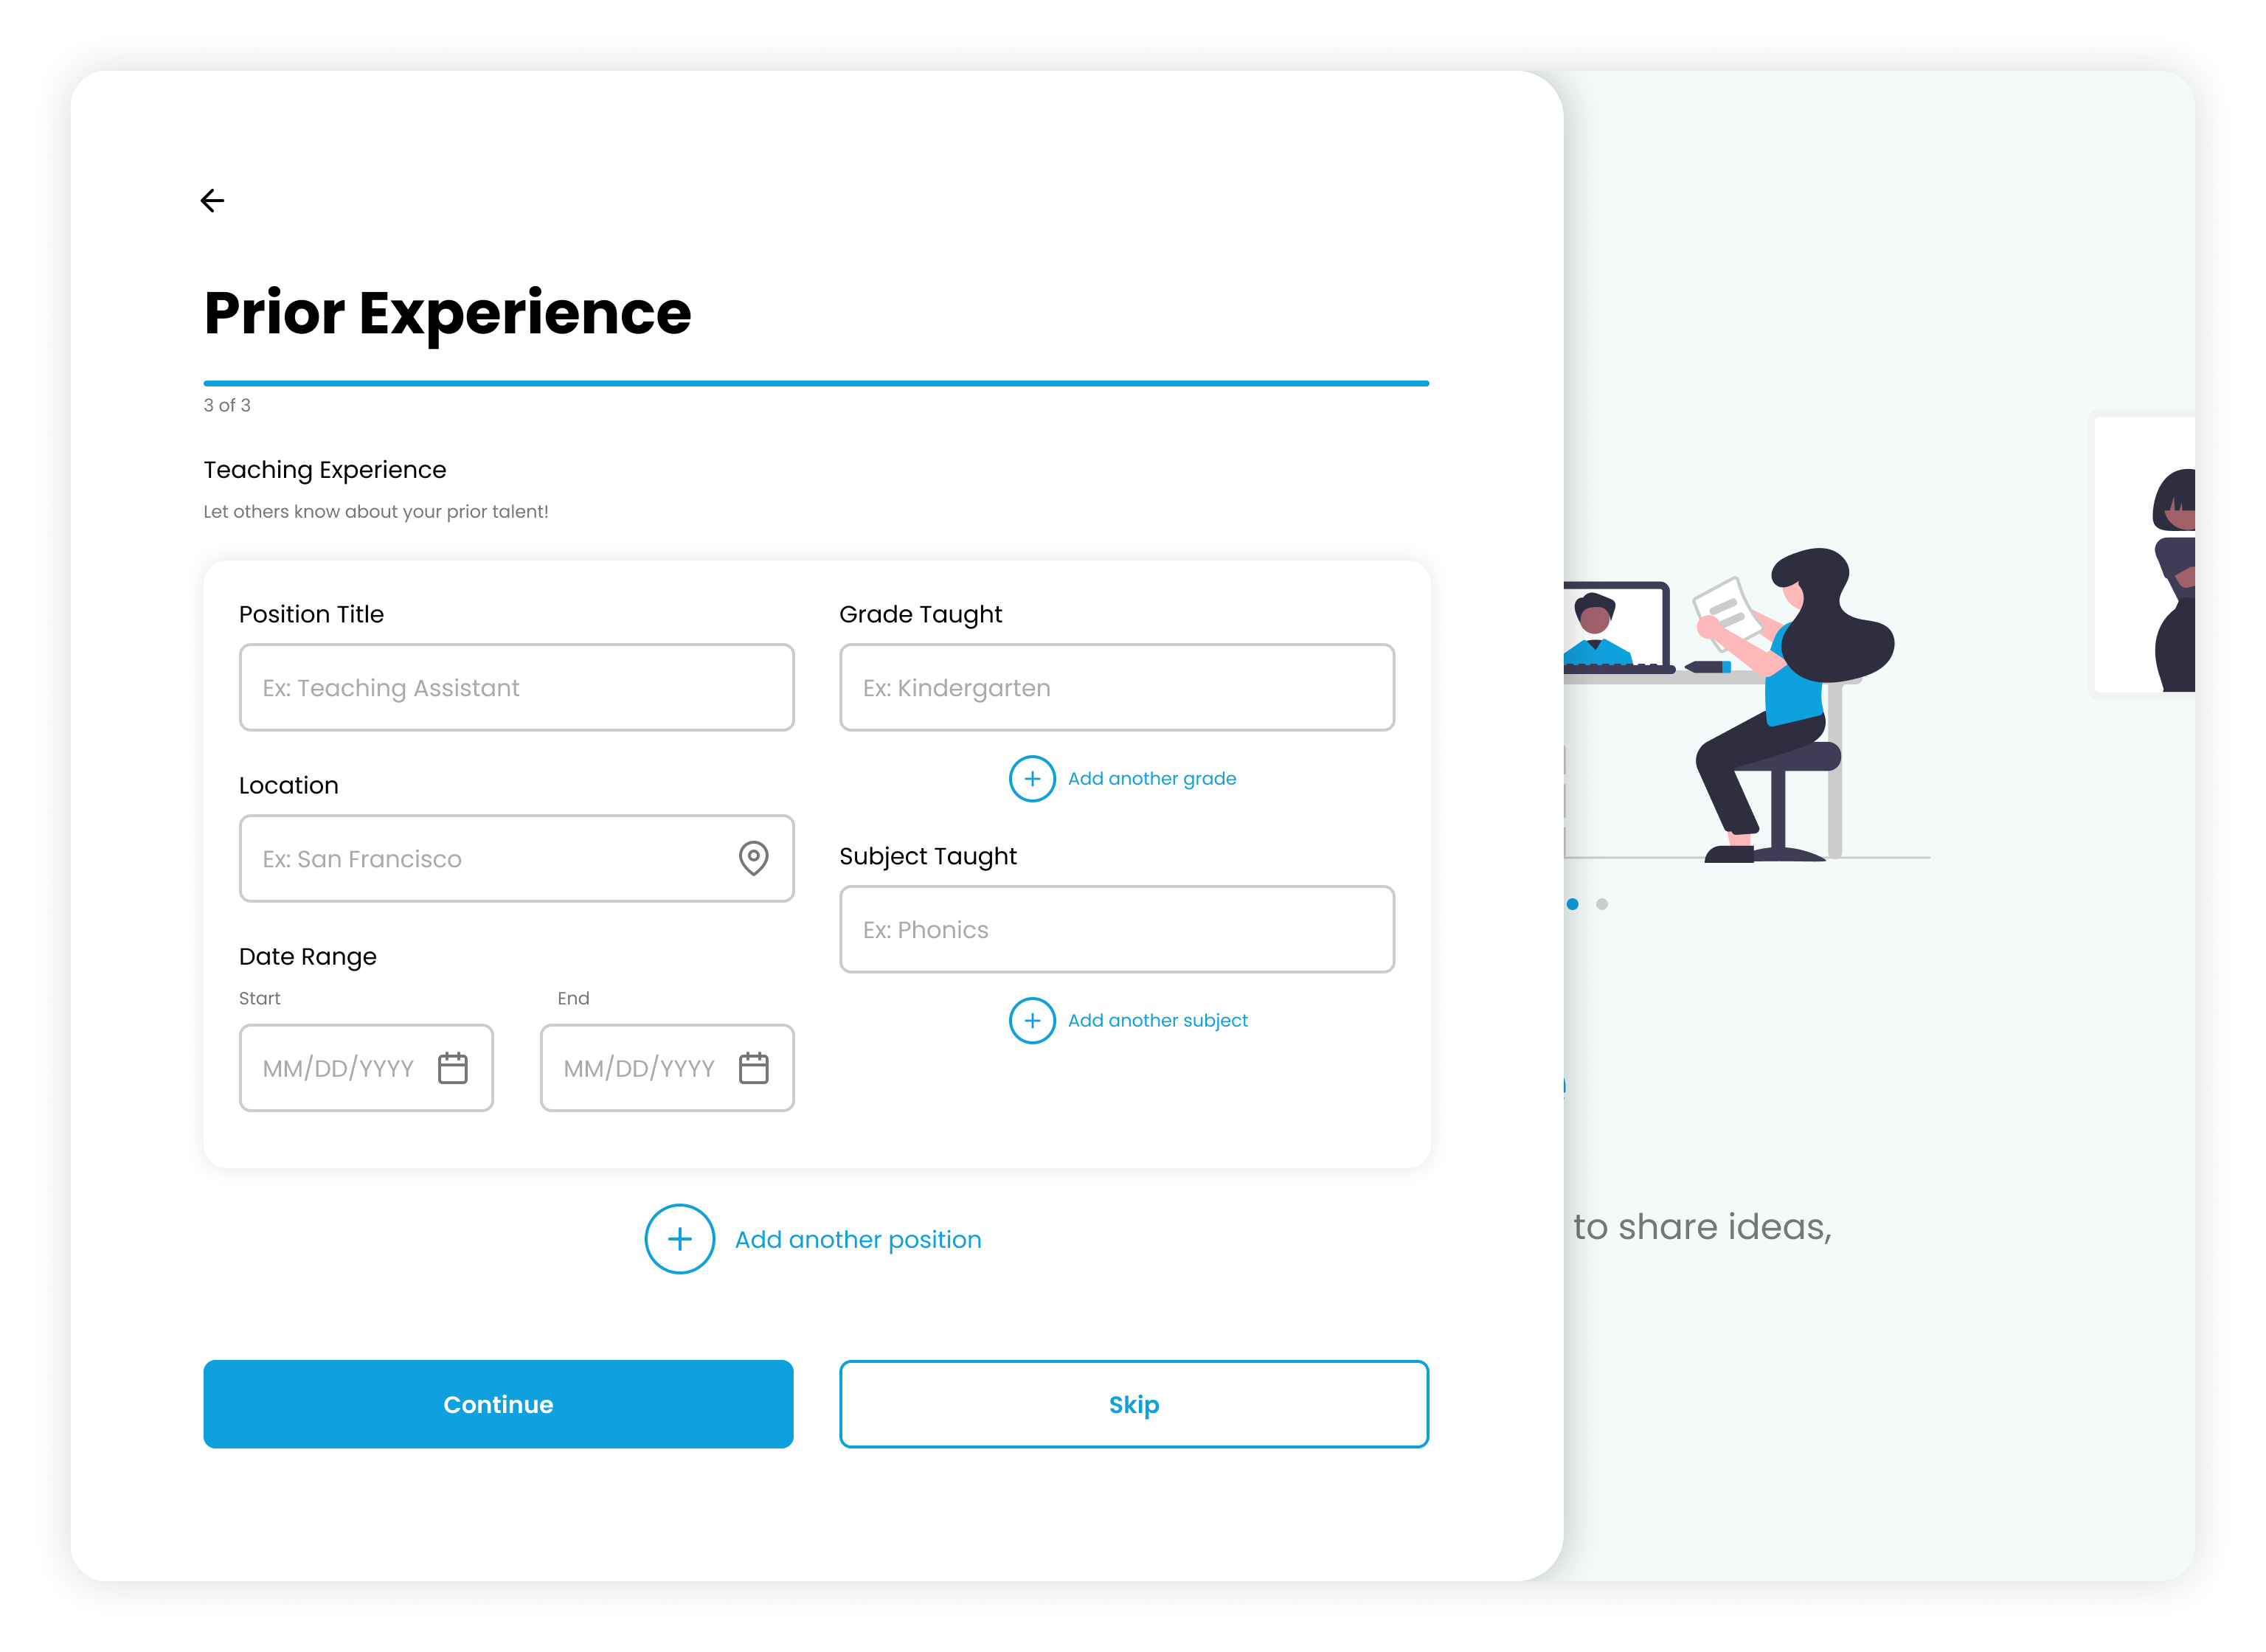 Prior Experience
3 of 3
Teaching Experience
Let others know about your prior talent!
Position Title
Ex: Teaching Assistant
Location
Ex: San Francisco
Date Range
Start
End
MM/DD/YYYY
MM/DD/YYYY
Grade Taught
Ex: Kindergarten
Add another grade
Subject Taught
Ex: Phonics
Add another subject
Add another position
Continue
Skip
to share ideas,